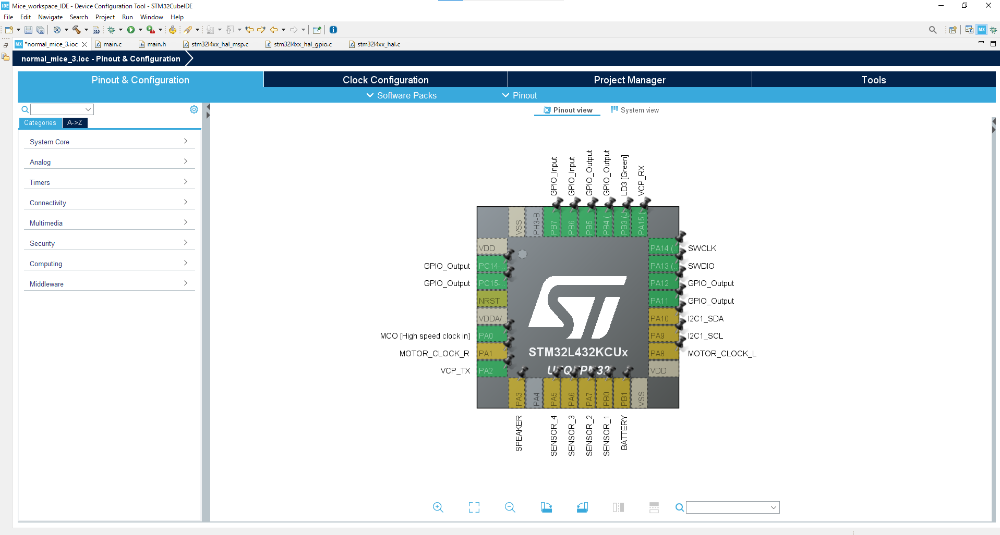 IDE Mice_workspace_IDE - Device Configuration Tool - STM32CubeIDE
File Edit Navigate Search Project Run Window Help
MX *normal_mice_3.ioc main.c main.h stm32l4xx_hal_msp.c stm32l4xx_hal_gpio.c stm32l4xx_hal.c
normal_mice_3.ioc - Pinout & Configuration
Pinout & Configuration Clock Configuration Project Manager Tools
Software Packs Pinout
Pinout view System view
Categories A->Z
System Core
Analog
Timers
Connectivity
Multimedia
Security
Computing
Middleware
GPIO_Input
GPIO_Input
GPIO_Output
GPIO_Output
LD3 [Green]
VCP_RX
VSS
PH3-B...
PB7
PB6
PB5
PB4 (...
PB3 (J
PA15 (
VDD
GPIO_Output PC14-...
GPIO_Output PC15-...
NRST
VDDA/...
MCO [High speed clock in] PA0
MOTOR_CLOCK_R PA1
VCP_TX PA2
PA14 (... SWCLK
PA13 (... SWDIO
PA12 GPIO_Output
PA11 GPIO_Output
PA10 I2C1_SDA
PA9 I2C1_SCL
PA8 MOTOR_CLOCK_L
VDD
ST
STM32L432KCUx
UFQFPN32
PA3
PA4
PA5
PA6
PA7
PB0
PB1
VSS
SPEAKER
SENSOR_4
SENSOR_3
SENSOR_2
SENSOR_1
BATTERY